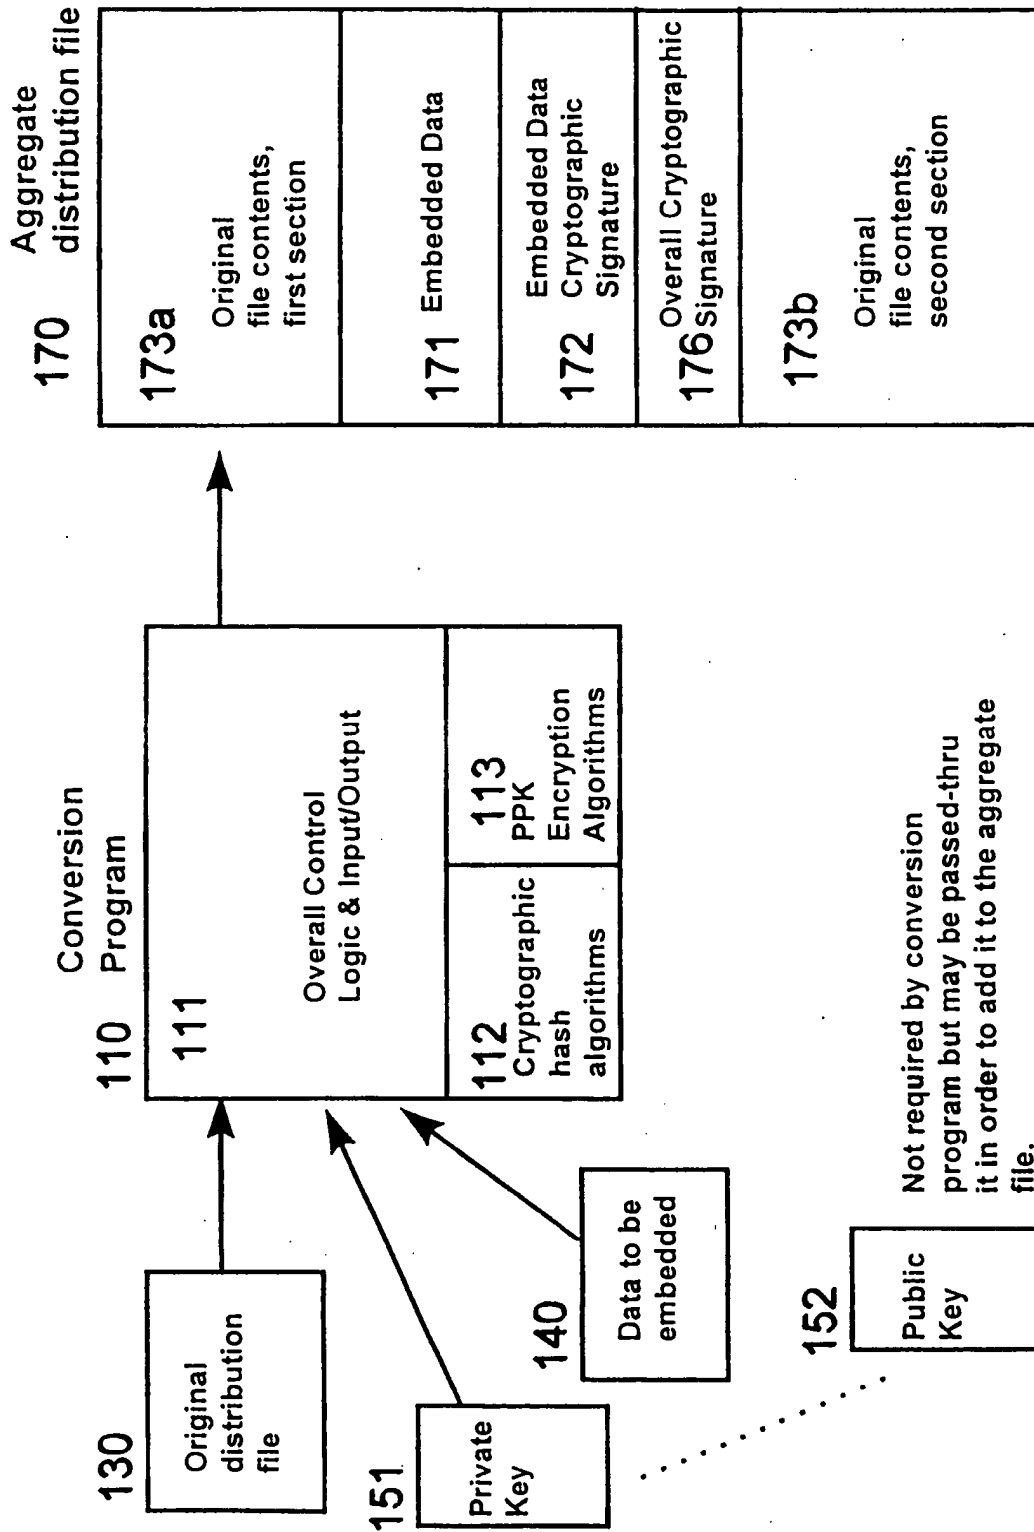 130
Original
distribution
file
151
Private
Key
140
Data to be
embedded
152
Public
Key
Not required by conversion
program but may be passed-thru
it in order to add it to the aggregate
file.
Conversion
110 Program
111
Overall Control
Logic & Input/Output
112
Cryptographic
hash
algorithms
113
PPK
Encryption
Algorithms
Aggregate
170 distribution file
173a
Original
file contents,
first section
171 Embedded Data
Embedded Data
172 Cryptographic
Signature
Overall Cryptographic
176 Signature
173b
Original
file contents,
second section